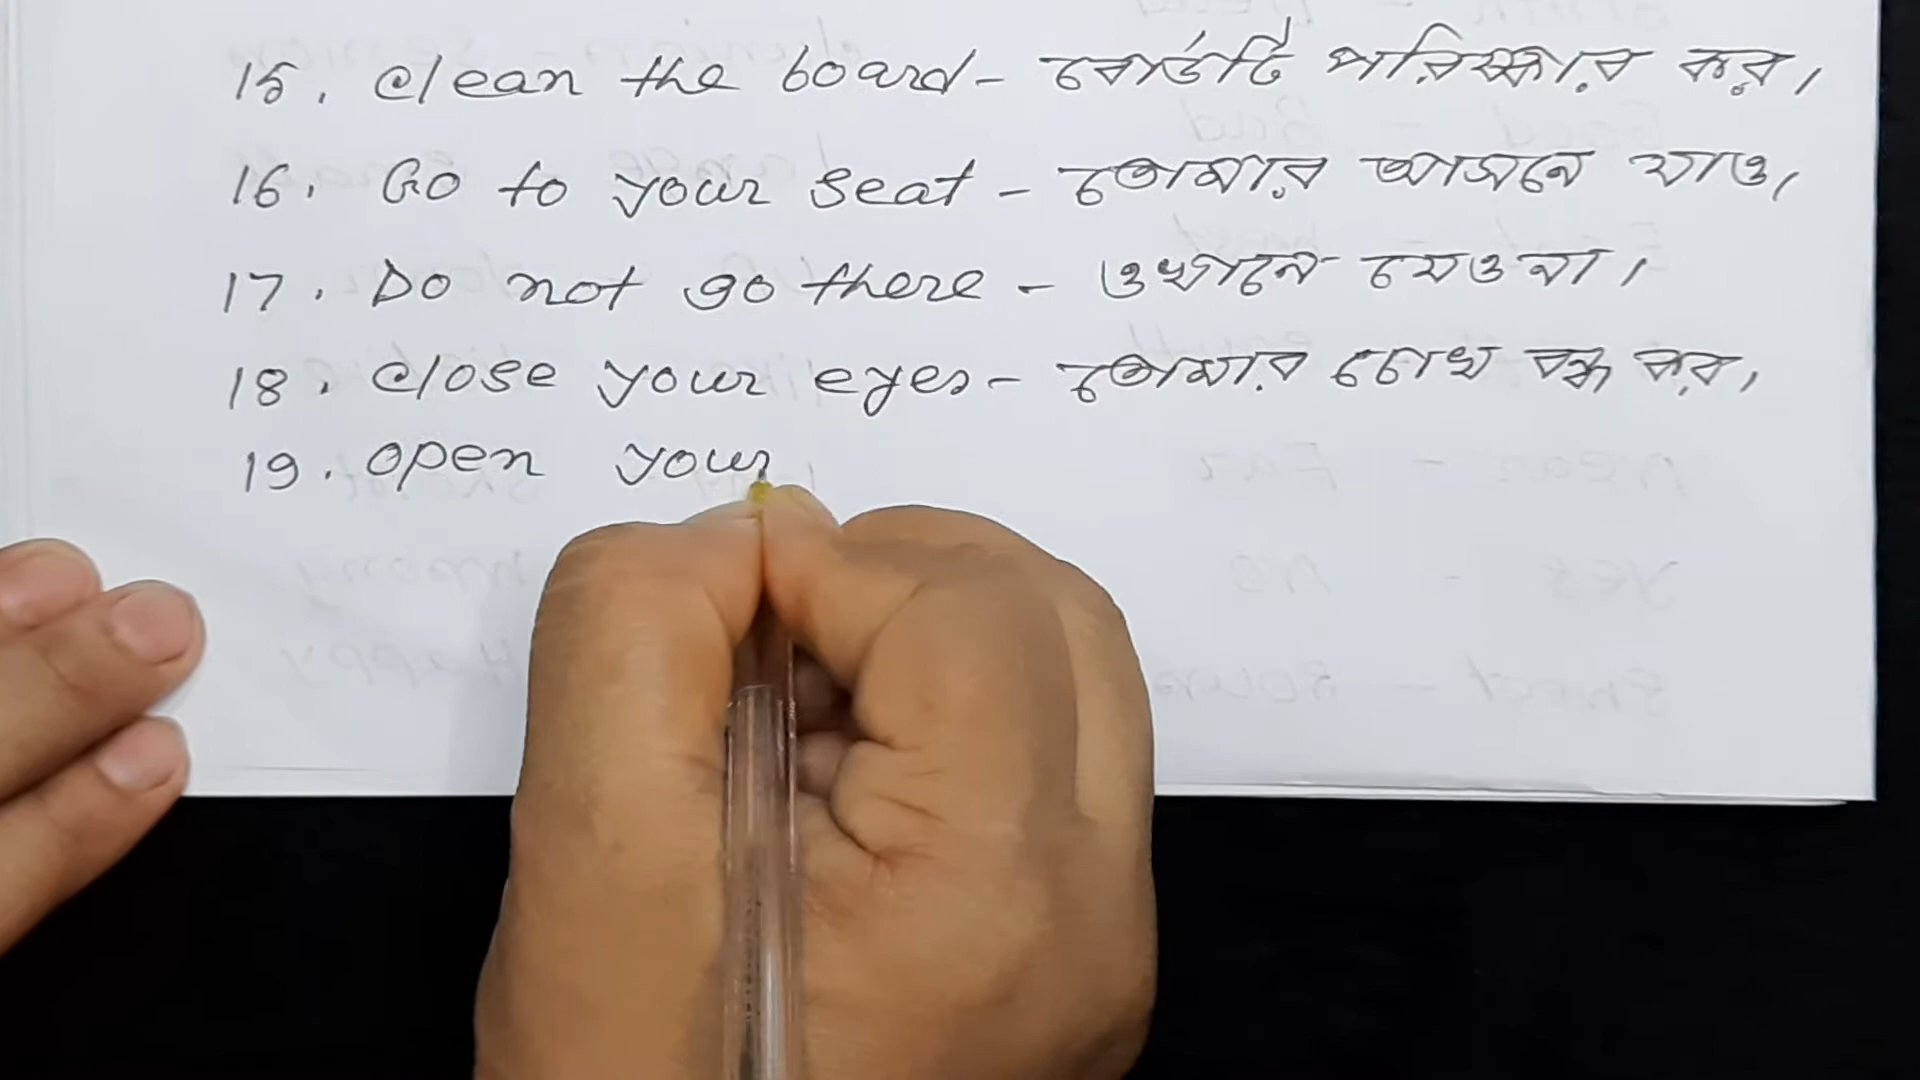 15. Clean the board - বোর্ডটি পরিষ্কার কর।
16. Go to your seat - তোমার আসনে যাও।
17. Do not go there - ওখানে যেওনা।
18. Close your eyes - তোমার চোখ বন্ধ কর।
19. Open your